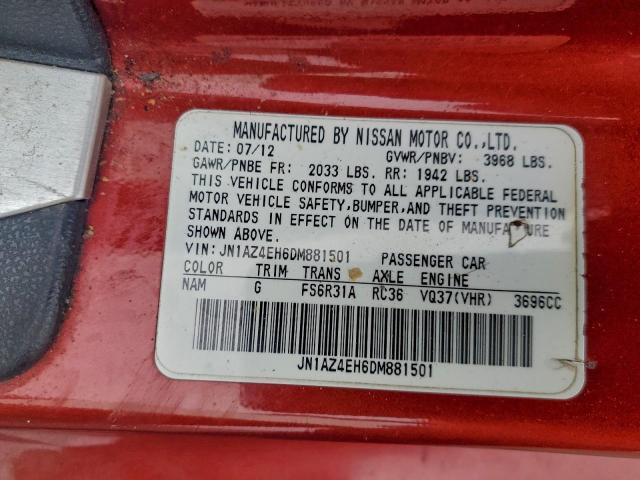 MANUFACTURED BY NISSAN MOTOR CO.,LTD.
DATE: 07/12 GVWR/PNBV: 3968 LBS.
GAWR/PNBE FR: 2033 LBS. RR: 1942 LBS.
THIS VEHICLE CONFORMS TO ALL APPLICABLE FEDERAL
MOTOR VEHICLE SAFETY,BUMPER,AND THEFT PREVENTION
STANDARDS IN EFFECT ON THE DATE OF MANUFACTURE
SHOWN ABOVE.
VIN: JN1AZ4EH6DM881501 PASSENGER CAR
COLOR TRIM TRANS AXLE ENGINE
NAM G FS6R31A RC36 VQ37(VHR) 3696CC
JN1AZ4EH6DM881501